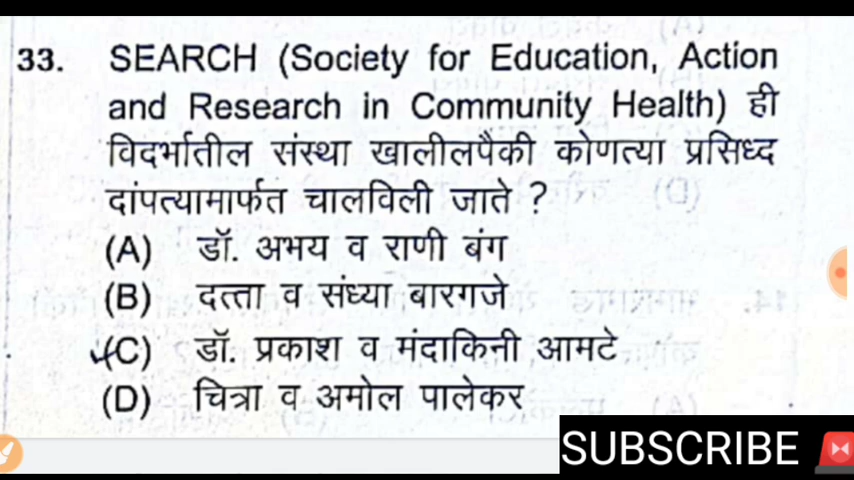 33. SEARCH (Society for Education, Action
and Research in Community Health) ही
विदर्भातील संस्था खालीलपैकी कोणत्या प्रसिध्द
दांपत्यामार्फत चालविली जाते ?
(A) डॉ. अभय व राणी बंग
(B) दत्ता व संध्या बारगजे
(C) डॉ. प्रकाश व मंदाकिनी आमटे
(D) चित्रा व अमोल पालेकर
SUBSCRIBE